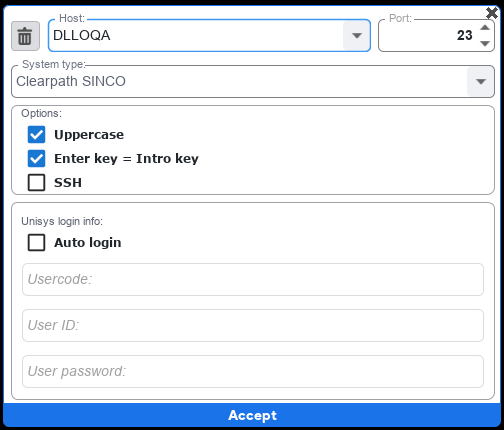 Host:
Port:
DLLOQA
23
System type:
Clearpath SINCO
Options:
Uppercase
Enter key = Intro key
SSH
Unisys login info:
Auto login
Usercode:
User ID:
User password:
Accept